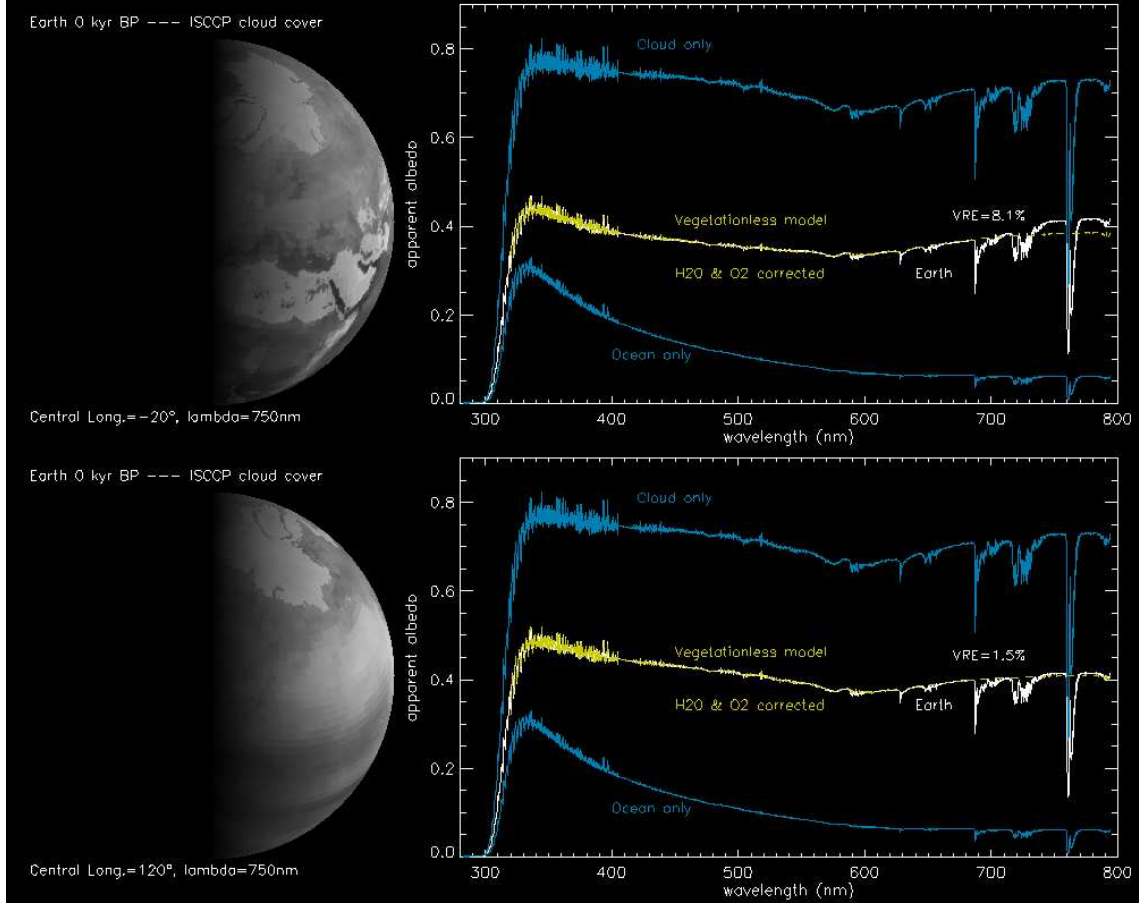 Earth 0 kyr BP --- ISCCP cloud cover
Central Long.=-20°, lambda=750nm
apparent albedo
0.8
0.6
0.4
0.2
0.0
Cloud only
Vegetationless model
VRE=8.1%
H2O & O2 corrected
Earth
Ocean only
300 400 500 600 700 800
wavelength (nm)
Earth 0 kyr BP --- ISCCP cloud cover
Central Long.=120°, lambda=750nm
apparent albedo
0.8
0.6
0.4
0.2
0.0
Cloud only
Vegetationless model
VRE=1.5%
H2O & O2 corrected
Earth
Ocean only
300 400 500 600 700 800
wavelength (nm)